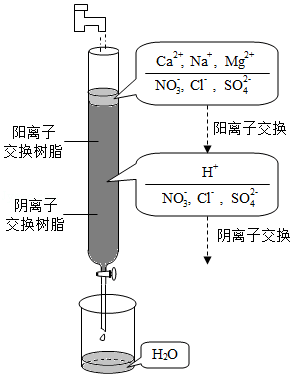 Ca²⁺, Na⁺, Mg²⁺
NO₃⁻, Cl⁻, SO₄²⁻
阳离子
交换树脂
阳离子交换
H⁺
NO₃⁻, Cl⁻, SO₄²⁻
阴离子
交换树脂
阴离子交换
H₂O